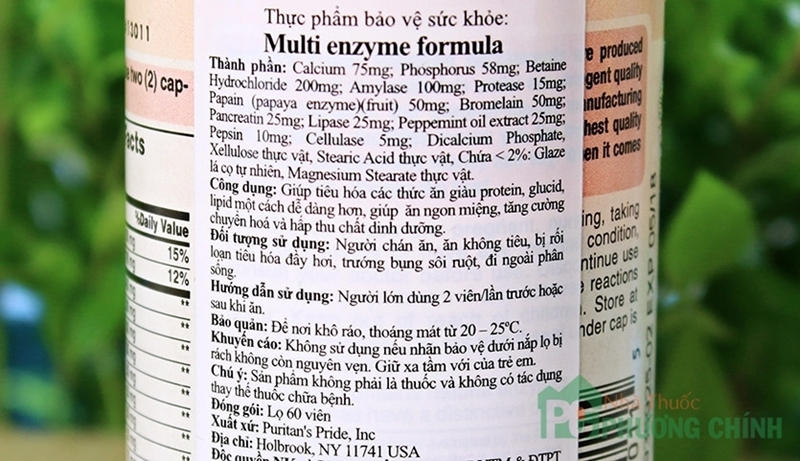 Thực phẩm bảo vệ sức khỏe:
Multi enzyme formula
Thành phần: Calcium 75mg; Phosphorus 58mg; Betaine
Hydrochloride 200mg; Amylase 100mg; Protease 15mg;
Papain (papaya enzyme)(fruit) 50mg; Bromelain 50mg;
Pancreatin 25mg; Lipase 25mg; Peppemint oil extract 25mg;
Pepsin 10mg; Cellulase 5mg; Dicalcium Phosphate,
Xellulose thực vật, Stearic Acid thực vật, Chứa < 2%: Glaze
lá cọ tự nhiên, Magnesium Stearate thực vật.
Công dụng: Giúp tiêu hóa các thức ăn giàu protein, glucid,
lipid một cách dễ dàng hơn, giúp ăn ngon miệng, tăng cường
chuyển hoá và hấp thu chất dinh dưỡng.
Đối tượng sử dụng: Người chán ăn, ăn không tiêu, bị rối
loạn tiêu hóa đầy hơi, trướng bụng sôi ruột, đi ngoài phân
sống.
Hướng dẫn sử dụng: Người lớn dùng 2 viên/lần trước hoặc
sau khi ăn.
Bảo quản: Để nơi khô ráo, thoáng mát từ 20 – 25ºC.
Khuyến cáo: Không sử dụng nếu nhãn bảo vệ dưới nắp lọ bị
rách không còn nguyên vẹn. Giữ xa tầm với của trẻ em.
Chú ý: Sản phẩm không phải là thuốc và không có tác dụng
thay thế thuốc chữa bệnh.
Đóng gói: Lọ 60 viên
Xuất xứ: Puritan's Pride, Inc
Địa chỉ: Holbrook, NY 11741 USA
Độc quyền
13011
two (2) cap-
acts
%Daily Value
15%
12%
**
**
**
**
**
**
**
produced
quality
highest quality
it comes
taking
condition,
use
reactions
Store at
cap is
EXP 06/18
Nhà Thuốc
PHƯƠNG CHÍNH